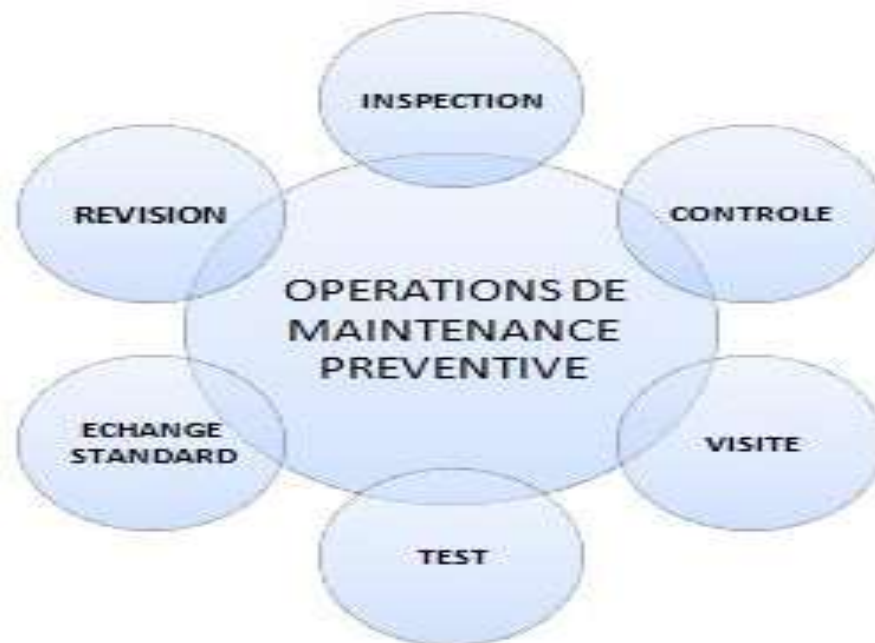 INSPECTION
CONTROLE
VISITE
TEST
ECHANGE
STANDARD
REVISION
OPERATIONS DE
MAINTENANCE
PREVENTIVE